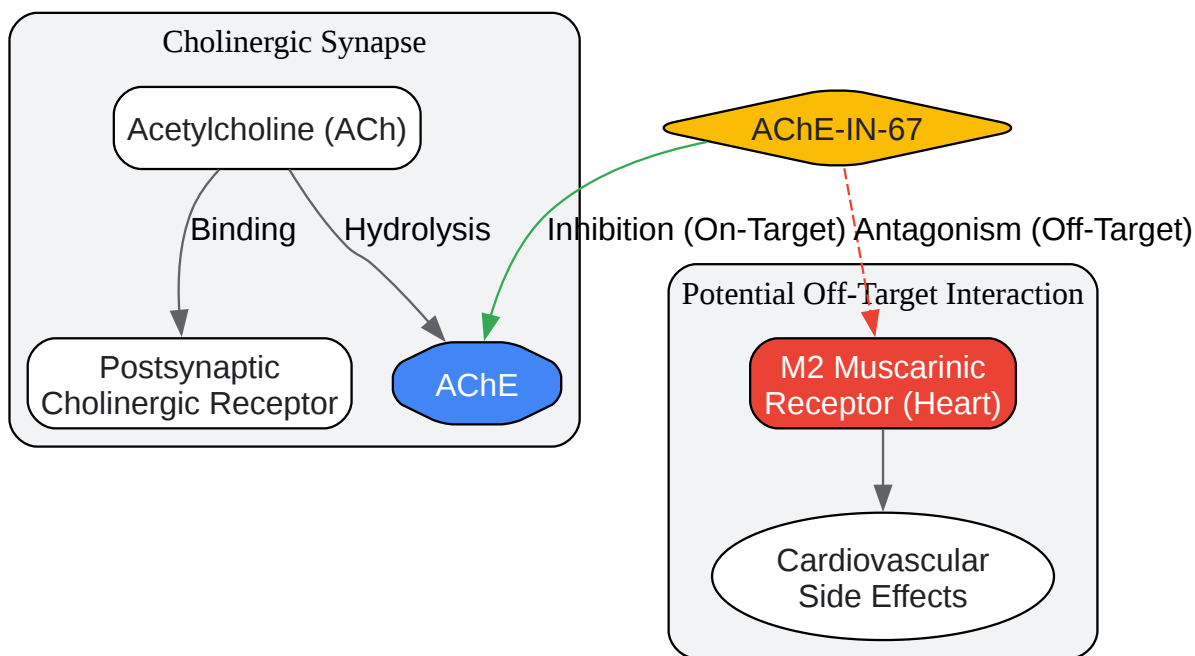 Cholinergic Synapse
Acetylcholine (ACh)
AChE-IN-67
Binding
Hydrolysis
Inhibition (On-Target)
Antagonism (Off-Target)
Potential Off-Target Interaction
Postsynaptic
Cholinergic Receptor
AChE
M2 Muscarinic
Receptor (Heart)
Cardiovascular
Side Effects